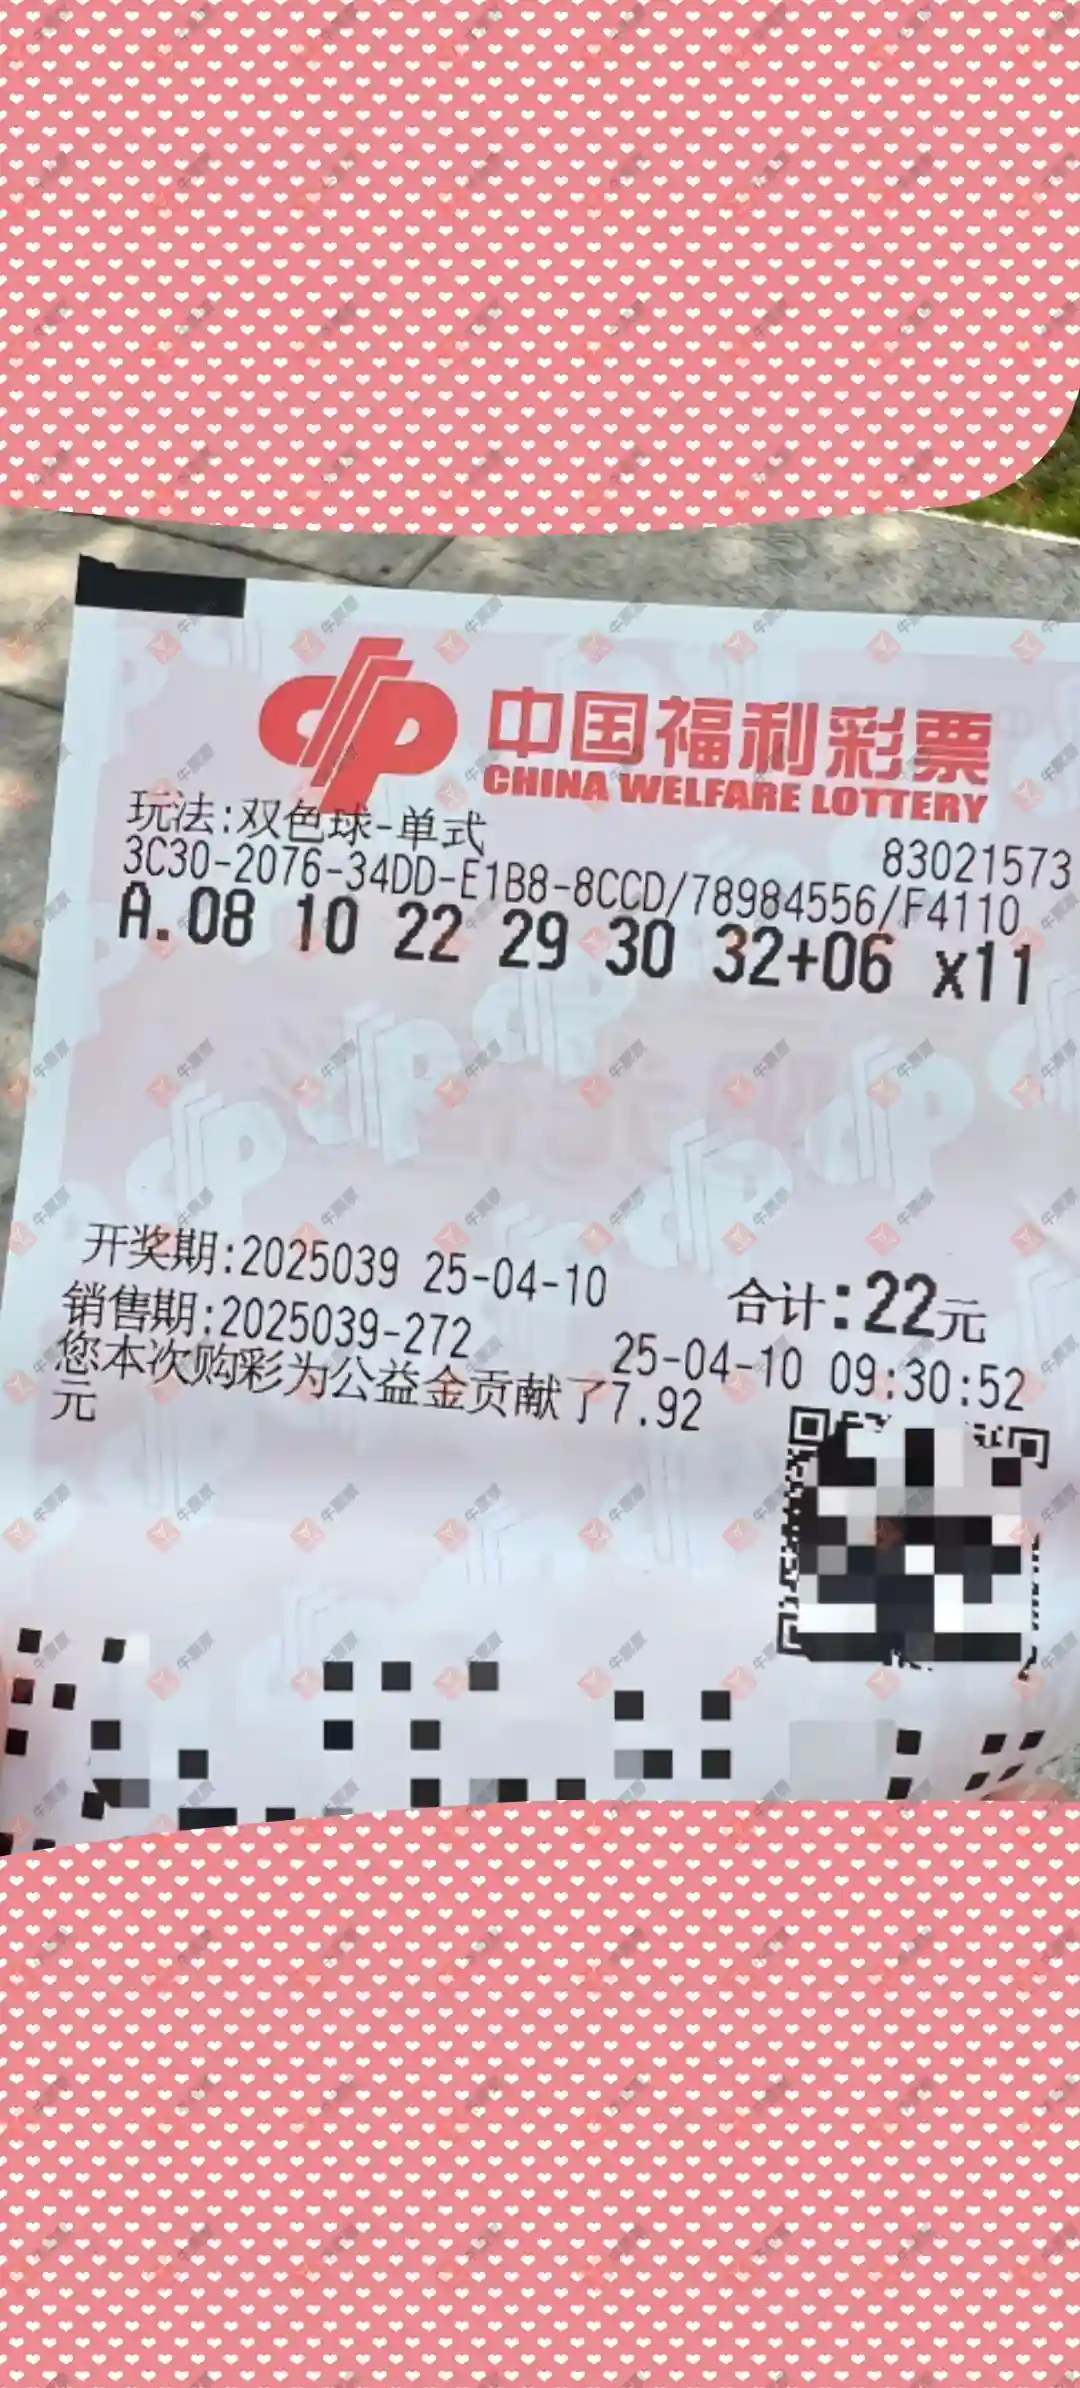 中国福利彩票
CHINA WELFARE LOTTERY
玩法:双色球-单式
83021573
3C30-2076-34DD-E1B8-8CCD/78984556/F4110
A.08 10 22 29 30 32+06 x11
开奖期:2025039 25-04-10
合计:22元
销售期:2025039-272
25-04-10 09:30:52
您本次购彩为公益金贡献了7.92
元